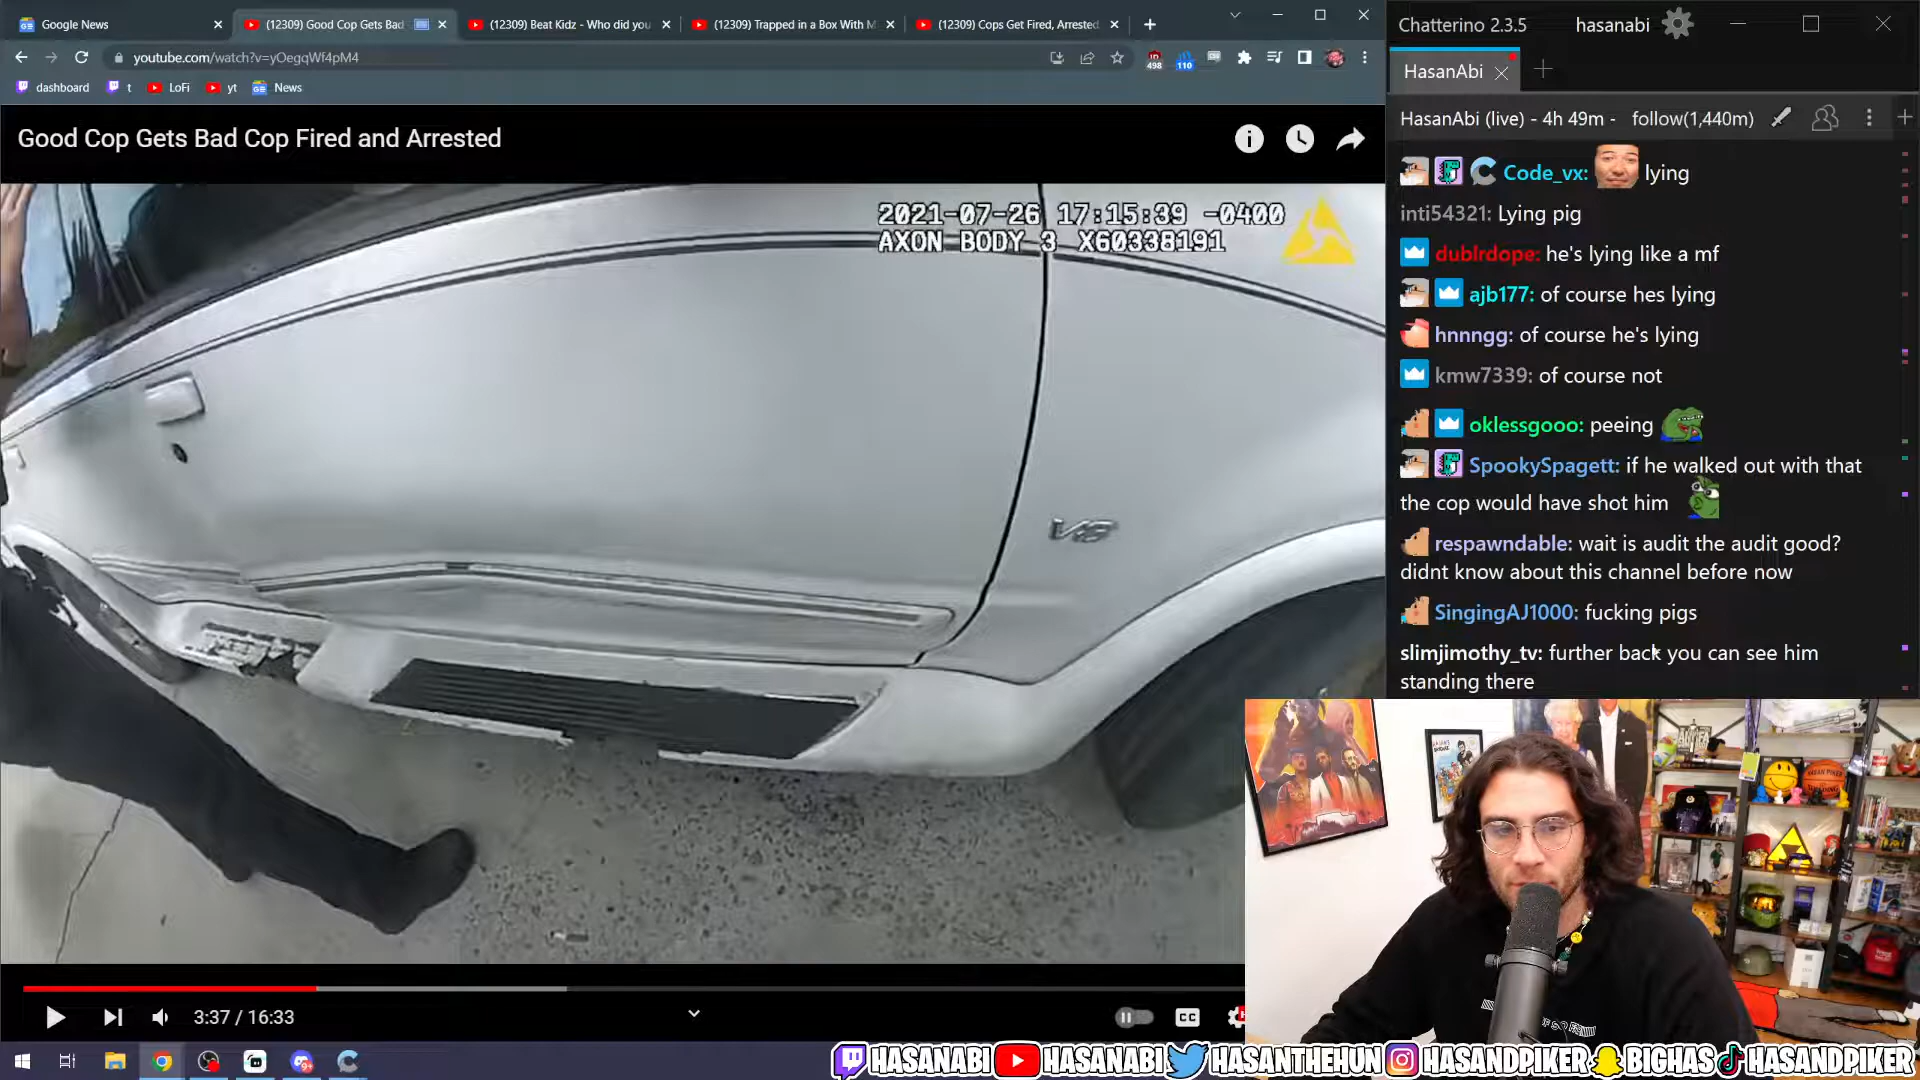 Google News
(12309) Good Cop Gets Bad
(12309) Beat Kidz - Who did you
(12309) Trapped in a Box With M
(12309) Cops Get Fired, Arrested
youtube.com/watch?v=yOegqWf4pM4
498
110
dashboard
t
LoFi
yt
News
Good Cop Gets Bad Cop Fired and Arrested
2021-07-26 17:15:39 -0400
AXON BODY 3 X60338191
V8
3:37 / 16:33
CC
Chatterino 2.3.5
hasanabi
HasanAbi
HasanAbi (live) - 4h 49m - follow(1,440m)
Code_vx: lying
inti54321: Lying pig
dublrdope: he's lying like a mf
ajb177: of course hes lying
hnnngg: of course he's lying
kmw7339: of course not
oklessgooo: peeing
SpookySpagett: if he walked out with that
the cop would have shot him
respawndable: wait is audit the audit good?
didnt know about this channel before now
SingingAJ1000: fucking pigs
slimjimothy_tv: further back you can see him
standing there
HASANABI
HASANABI
HASANTHEHUN
HASANDPIKER
BIGHAS
HASANDPIKER